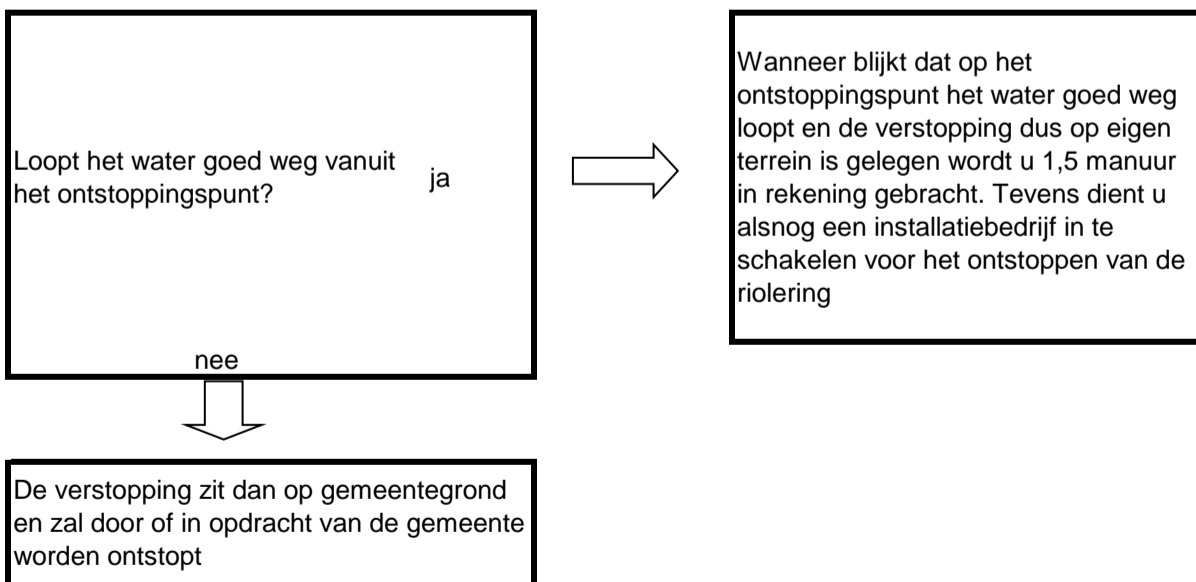 Loopt het water goed weg vanuit
het ontstoppingspunt?
ja
nee
Wanneer blijkt dat op het
ontstoppingspunt het water goed weg
loopt en de verstopping dus op eigen
terrein is gelegen wordt u 1,5 manuur
in rekening gebracht. Tevens dient u
alsnog een installatiebedrijf in te
schakelen voor het ontstoppen van de
riolering
De verstopping zit dan op gemeentegrond
en zal door of in opdracht van de gemeente
worden ontstopt